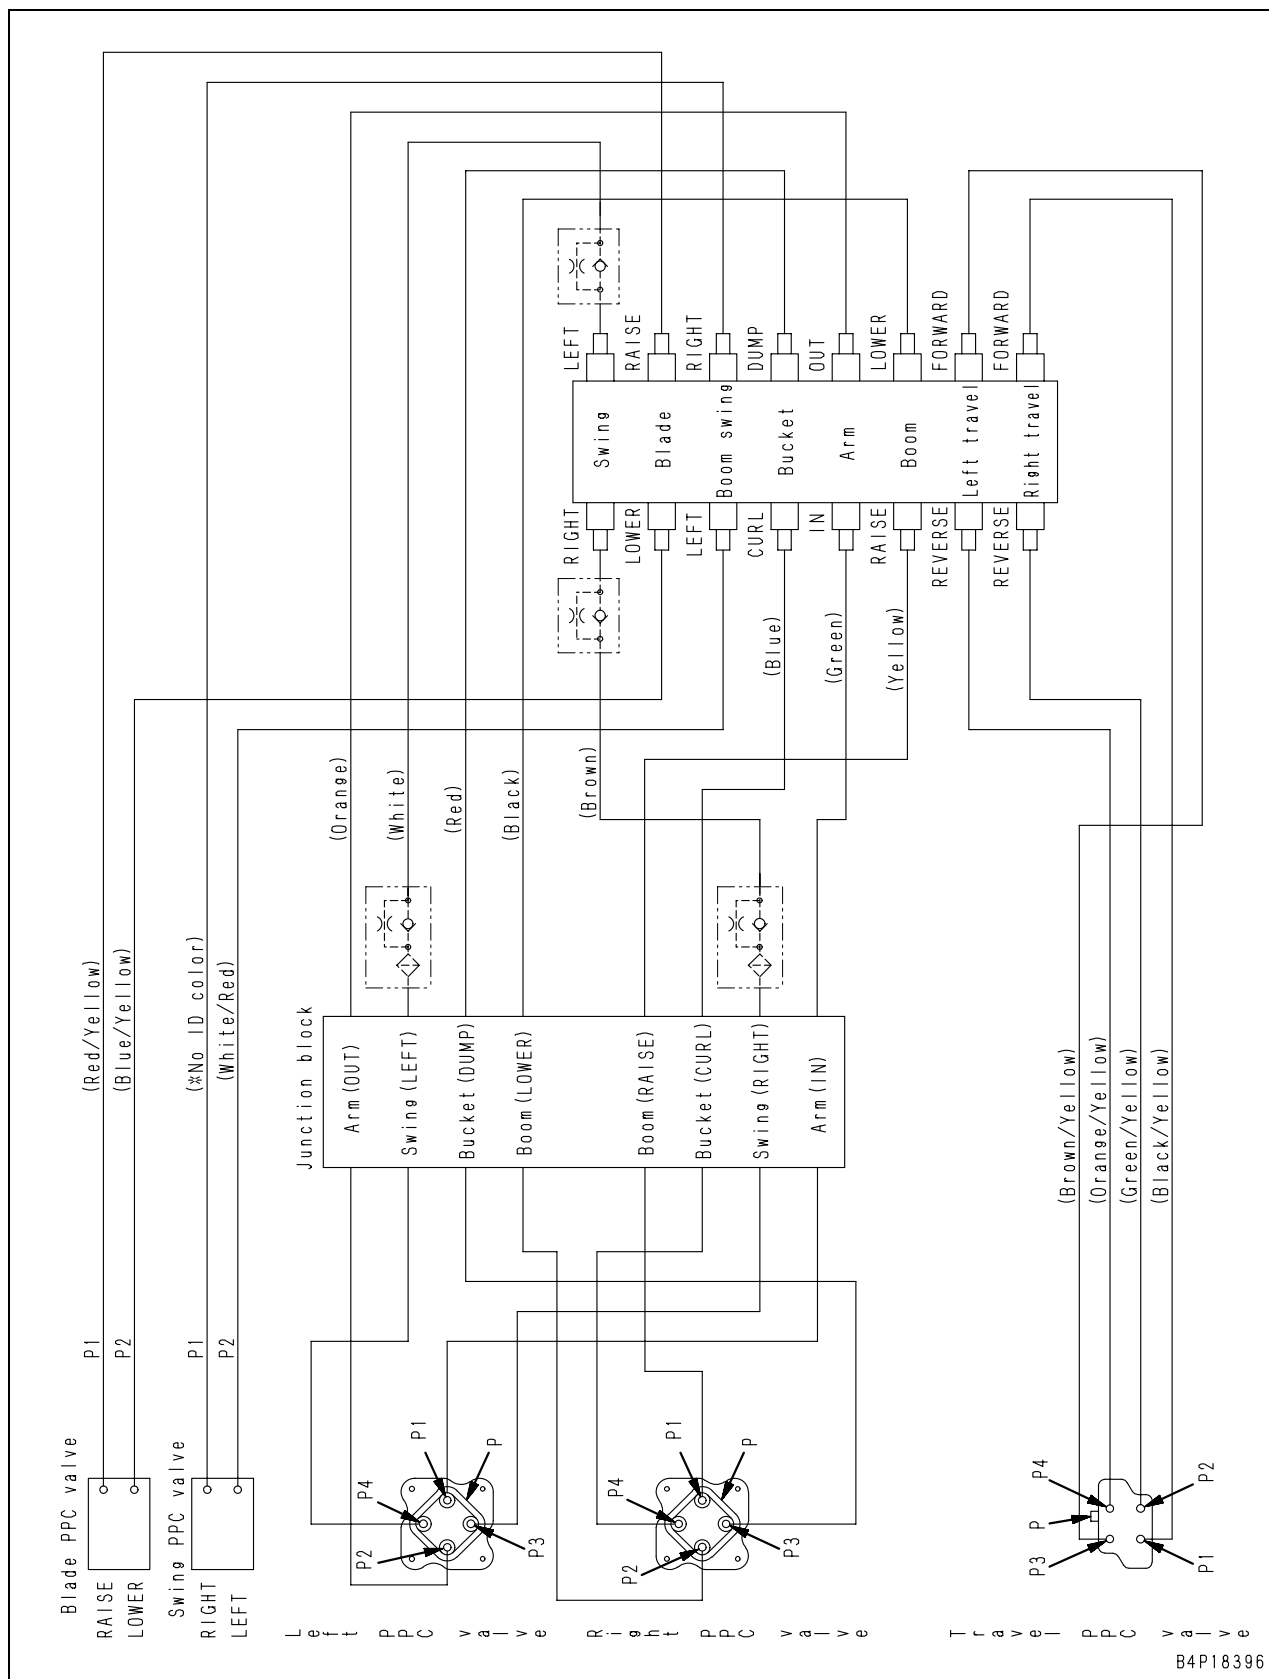 Blade PPC valve
RAISE
LOWER
P1
P2
(Red/Yellow)
(Blue/Yellow)
Swing PPC valve
RIGHT
LEFT
P1
P2
(※No ID color)
(White/Red)
Left PPC valve
P4
P1
P
P2
P3
Right PPC valve
P4
P1
P
P2
P3
Junction block
Arm (OUT)
Swing (LEFT)
Bucket (DUMP)
Boom (LOWER)
Boom (RAISE)
Bucket (CURL)
Swing (RIGHT)
Arm (IN)
(Orange)
(White)
(Red)
(Black)
(Brown)
(Blue)
(Green)
(Yellow)
RIGHT
LOWER
LEFT
CURL
IN
RAISE
REVERSE
REVERSE
Swing
Blade
Boom swing
Bucket
Arm
Boom
Left travel
Right travel
LEFT
RAISE
RIGHT
DUMP
OUT
LOWER
FORWARD
FORWARD
Travel PPC valve
P3
P
P4
P1
P2
(Brown/Yellow)
(Orange/Yellow)
(Green/Yellow)
(Black/Yellow)
B4P18396